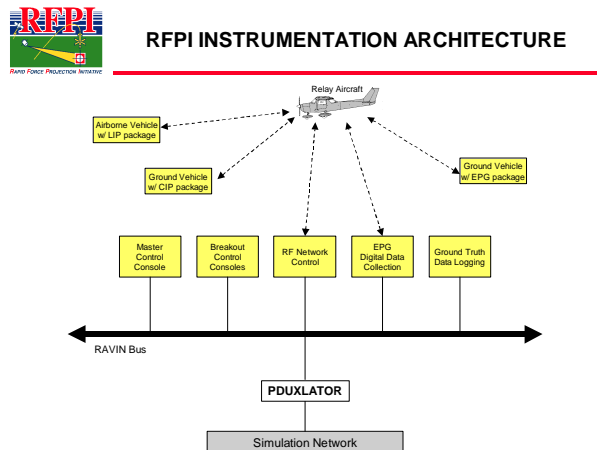 RFPI
RAPID FORCE PROJECTION INITIATIVE
RFPI INSTRUMENTATION ARCHITECTURE
Relay Aircraft
Airborne Vehicle
w/ LIP package
Ground Vehicle
w/ CIP package
Ground Vehicle
w/ EPG package
Master
Control
Console
Breakout
Control
Consoles
RF Network
Control
EPG
Digital Data
Collection
Ground Truth
Data Logging
RAVIN Bus
PDUXLATOR
Simulation Network